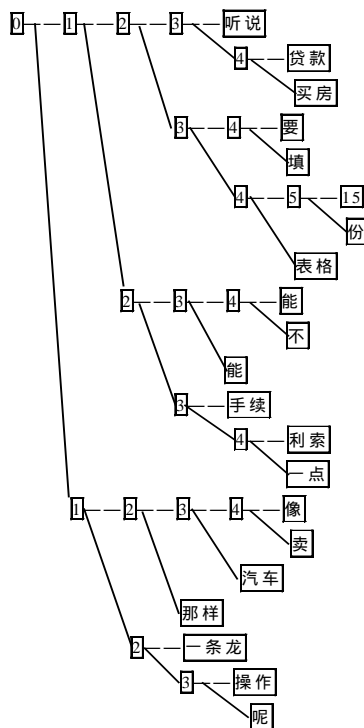 0 1 2 3 听说
4 贷款
买房
3 4 要
填
4 5 15
份
表格
2 3 4 能
不
能
3 手续
4 利索
一点
1 2 3 4 像
卖
汽车
那样
2 一条龙
3 操作
呢